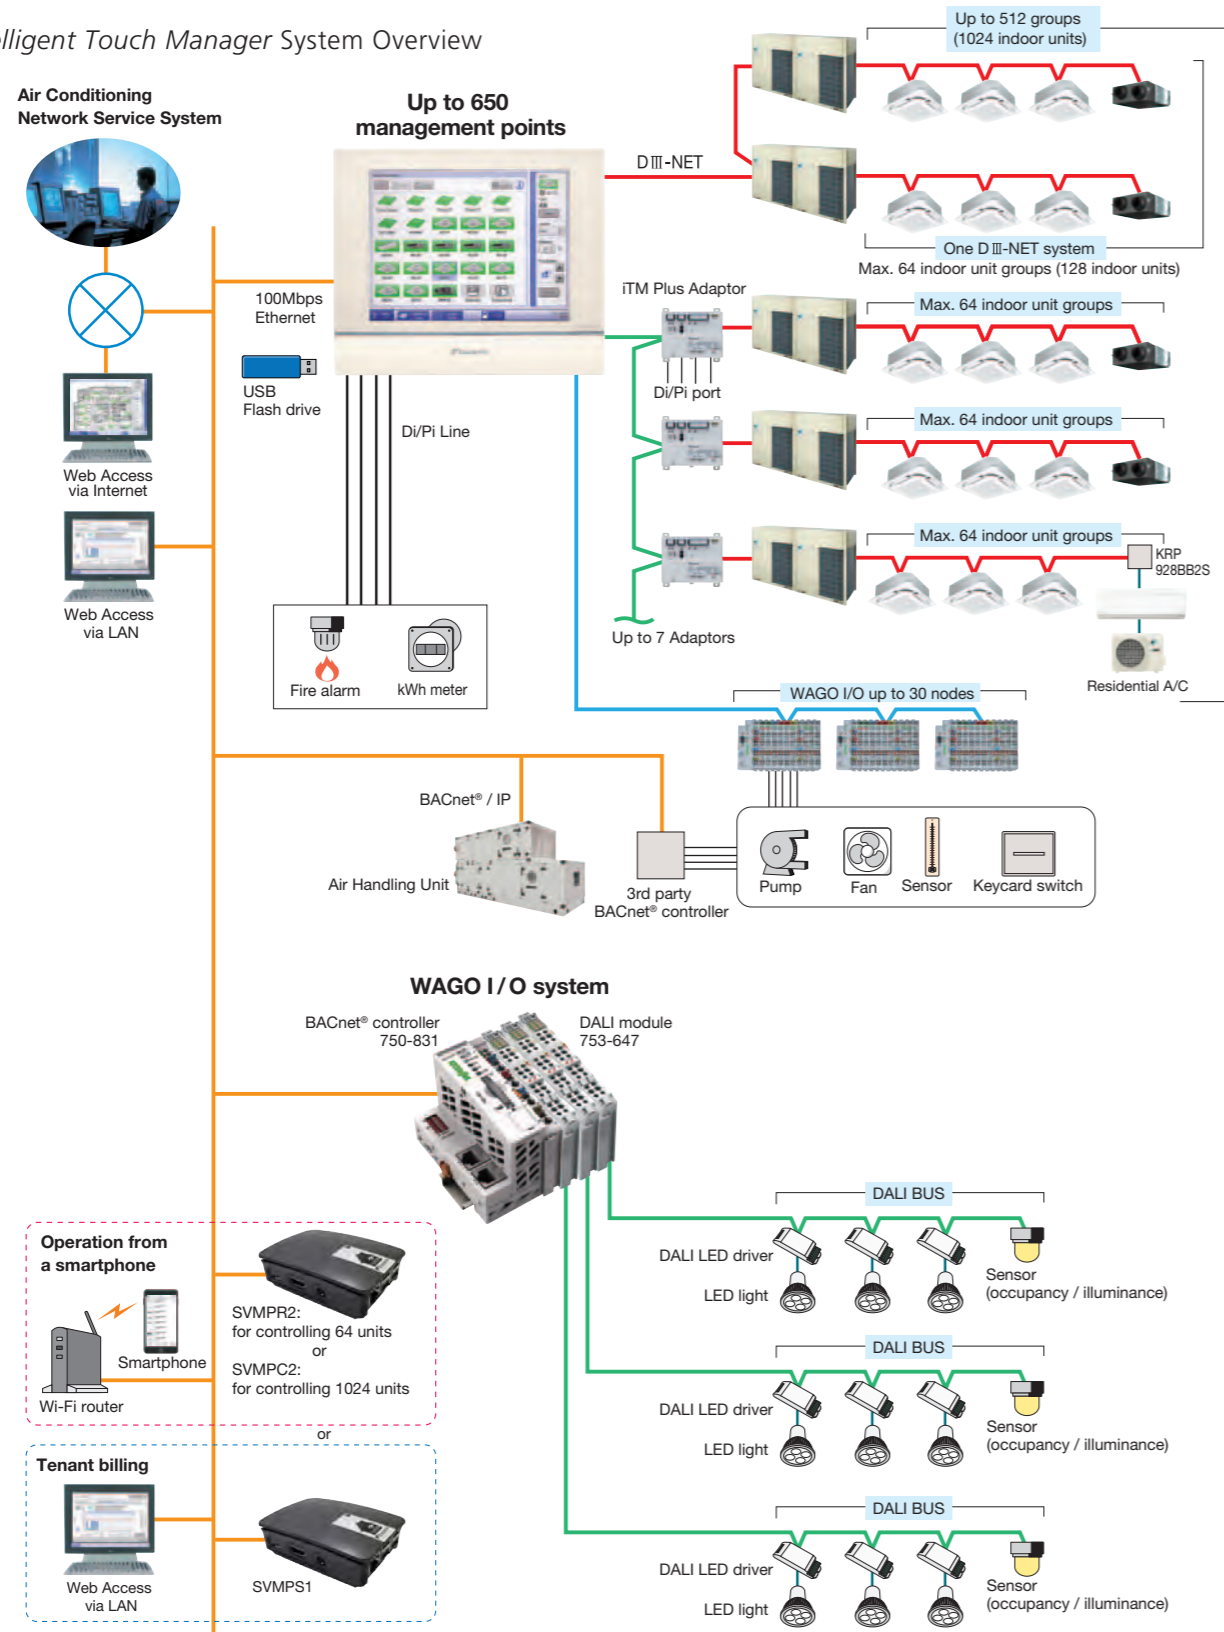 elligent Touch Manager System Overview
Air Conditioning
Network Service System
Up to 650
management points
Up to 512 groups
(1024 indoor units)
DIII-NET
One DIII-NET system
Max. 64 indoor unit groups (128 indoor units)
100Mbps
Ethernet
USB
Flash drive
Di/Pi Line
iTM Plus Adaptor
Di/Pi port
Max. 64 indoor unit groups
Max. 64 indoor unit groups
Max. 64 indoor unit groups
KRP
928BB2S
Residential A/C
Up to 7 Adaptors
Web Access
via Internet
Web Access
via LAN
Fire alarm
kWh meter
WAGO I/O up to 30 nodes
BACnet® / IP
Air Handling Unit
3rd party
BACnet® controller
Pump
Fan
Sensor
Keycard switch
WAGO I/O system
BACnet® controller
750-831
DALI module
753-647
DALI BUS
DALI LED driver
LED light
Sensor
(occupancy / illuminance)
DALI BUS
DALI LED driver
LED light
Sensor
(occupancy / illuminance)
DALI BUS
DALI LED driver
LED light
Sensor
(occupancy / illuminance)
Operation from
a smartphone
Smartphone
Wi-Fi router
SVMPR2:
for controlling 64 units
or
SVMPC2:
for controlling 1024 units
or
Tenant billing
Web Access
via LAN
SVMPS1